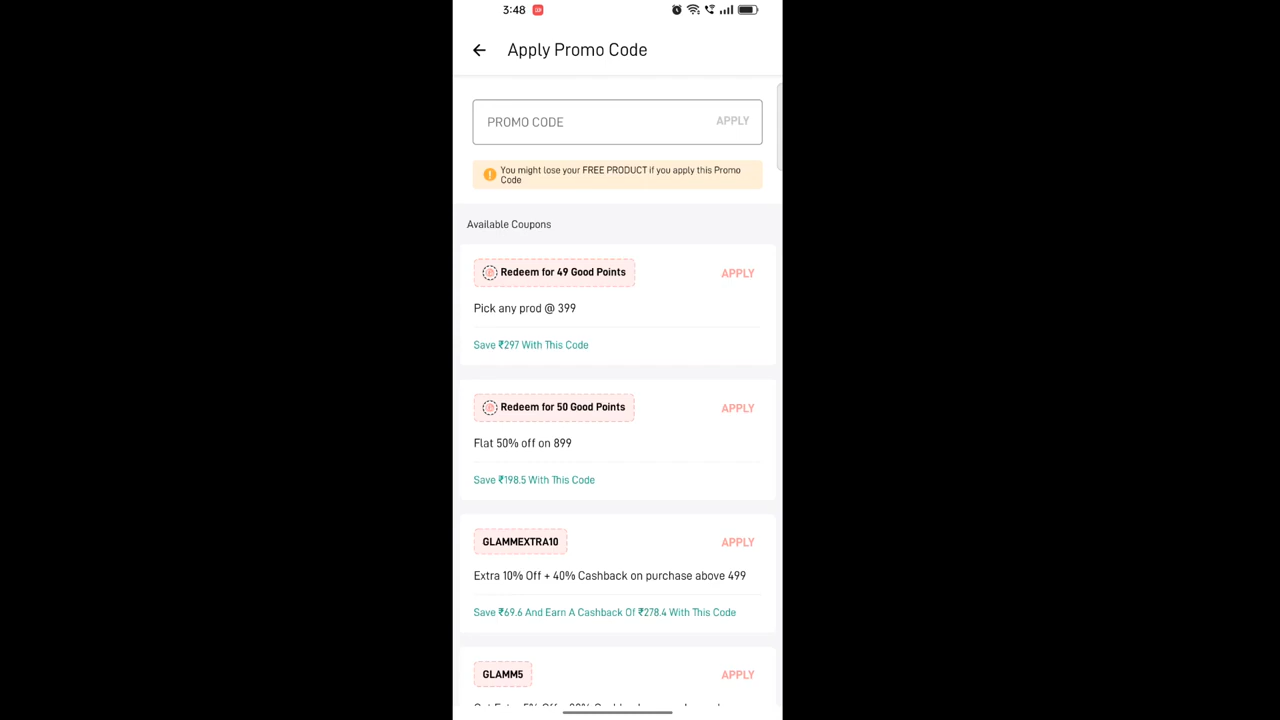 3:48
Apply Promo Code
PROMO CODE APPLY
You might lose your FREE PRODUCT if you apply this Promo
Code
Available Coupons
Redeem for 49 Good Points APPLY
Pick any prod @ 399
Save ₹297 With This Code
Redeem for 50 Good Points APPLY
Flat 50% off on 899
Save ₹198.5 With This Code
GLAMMEXTRA10 APPLY
Extra 10% Off + 40% Cashback on purchase above 499
Save ₹69.6 And Earn A Cashback Of ₹278.4 With This Code
GLAMM5 APPLY